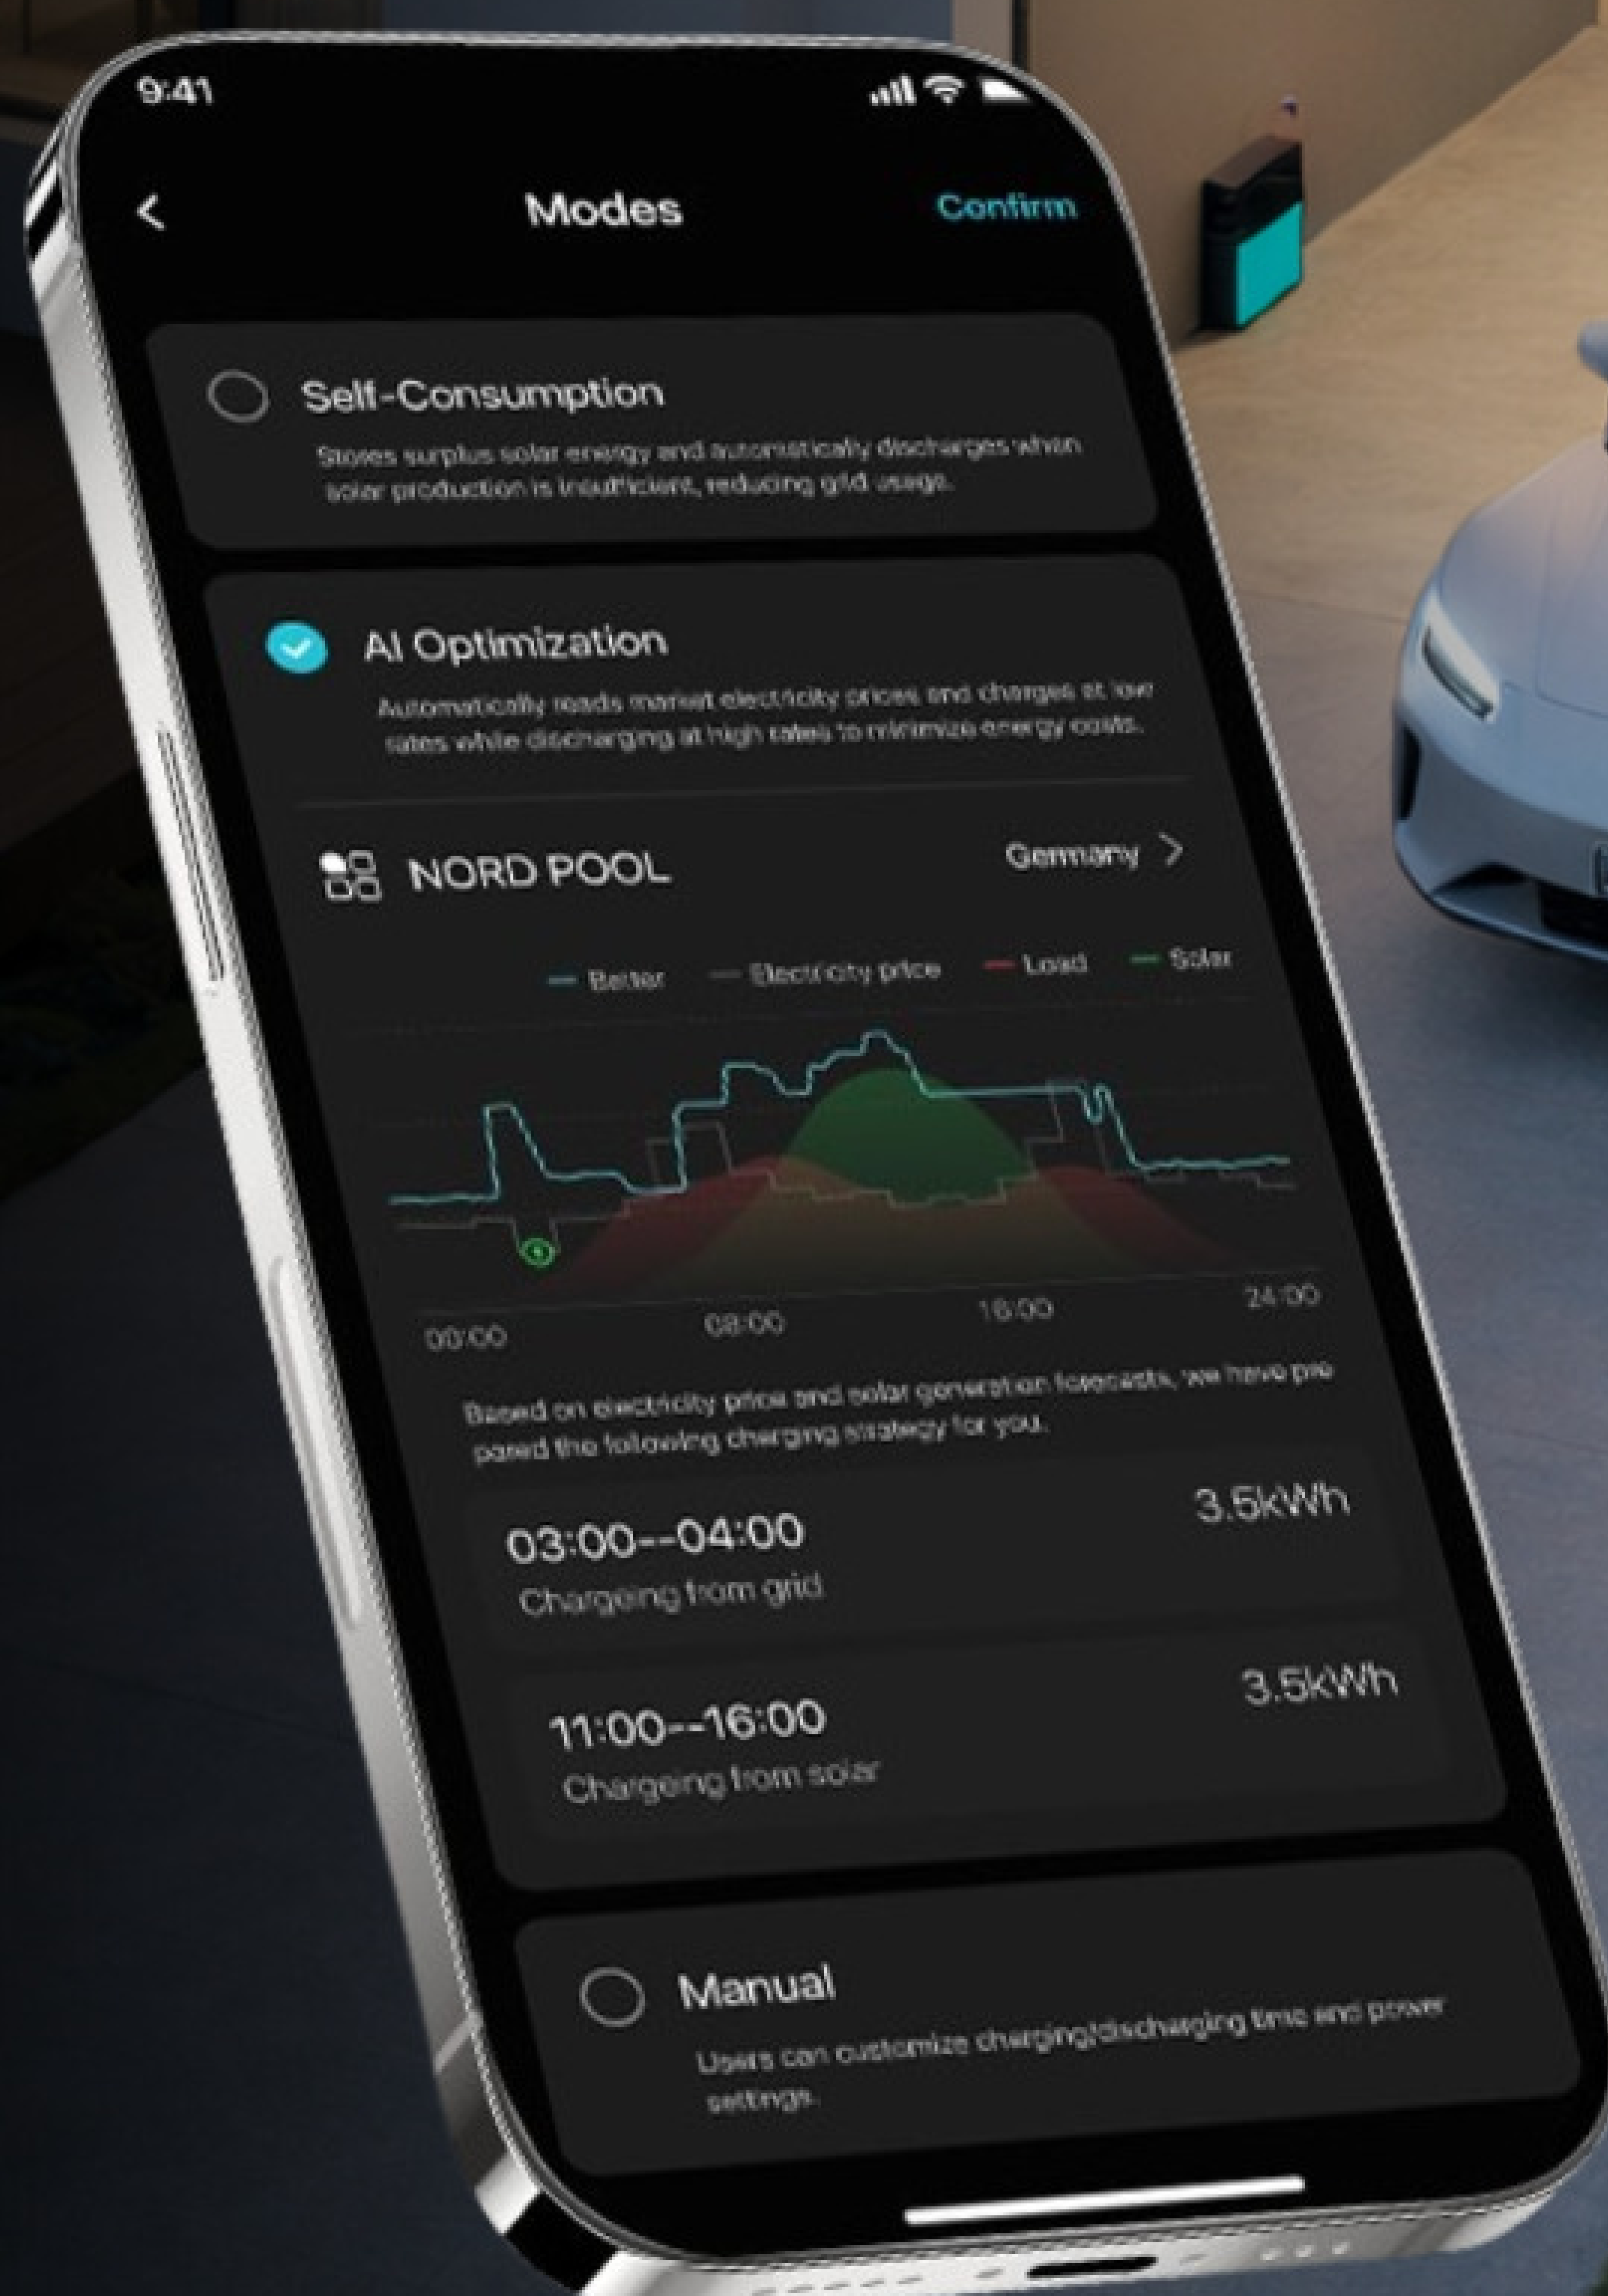 9:41
Modes
Confirm
Self-Consumption
Stores surplus solar energy and automatically discharges when
solar production is insufficient, reducing grid usage.
AI Optimization
Automatically reads market electricity prices and charges at low
rates while discharging at high rates to minimize energy costs.
NORD POOL
Germany
Better
Electricity price
Load
Solar
00:00
08:00
16:00
24:00
Based on electricity price and solar generation forecasts, we have pre
pared the following charging strategy for you.
03:00--04:00
3.5kWh
Chargeing from grid
11:00--16:00
3.5kWh
Chargeing from solar
Manual
Users can customize charging/discharging time and power
settings.